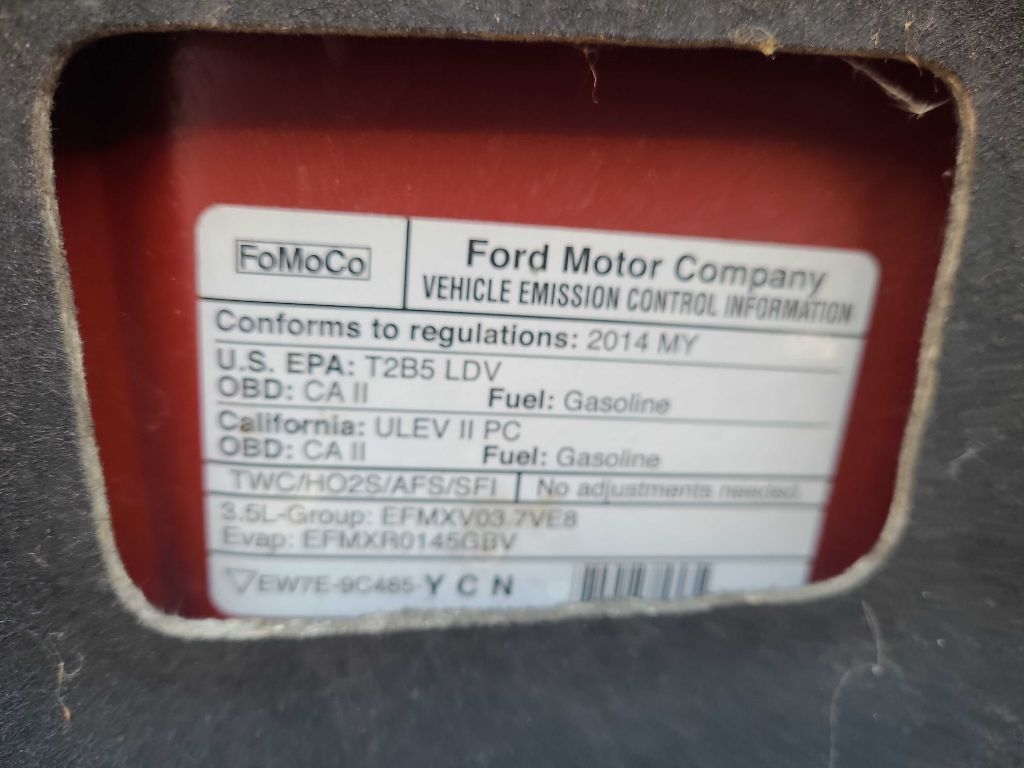 FoMoCo
Ford Motor Company
VEHICLE EMISSION CONTROL INFORMATION
Conforms to regulations: 2014 MY
U.S. EPA: T2B5 LDV
OBD: CA II Fuel: Gasoline
California: ULEV II PC
OBD: CA II Fuel: Gasoline
TWC/HO2S/AFS/SFI No adjustments needed.
3.5L-Group: EFMXV03.7VE8
Evap: EFMXR0145GBV
EW7E-9C485-Y C N